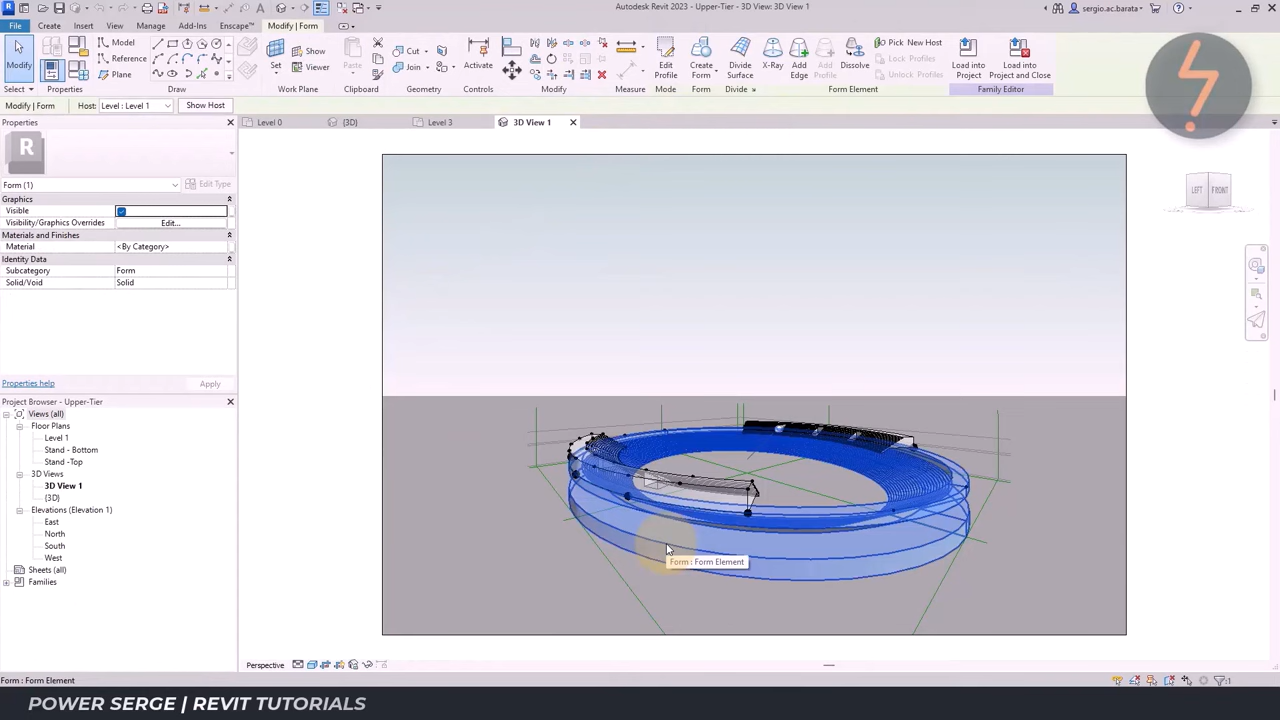 Autodesk Revit 2023 - Upper-Tier - 3D View: 3D View 1
sergio.ac.barata
File Create Insert View Manage Add-Ins Enscape™ Modify | Form
Modify
Select
Properties
Model
Reference
Plane
Draw
Set
Show
Viewer
Work Plane
Paste
Clipboard
Cut
Join
Geometry
Activate
Controls
Modify
Measure
Edit
Profile
Mode
Create
Form
Form
Divide
Surface
Divide
X-Ray
Add
Edge
Add
Profile
Dissolve
Pick New Host
Lock Profiles
Unlock Profiles
Form Element
Load into
Project
Load into
Project and Close
Family Editor
Modify | Form Host: Level : Level 1 Show Host
Properties
Level 0 {3D} Level 3 3D View 1
R
Form (1) Edit Type
Graphics
Visible
Visibility/Graphics Overrides Edit...
Materials and Finishes
Material <By Category>
Identity Data
Subcategory Form
Solid/Void Solid
LEFT FRONT
Properties help Apply
Project Browser - Upper-Tier
Views (all)
Floor Plans
Level 1
Stand - Bottom
Stand -Top
3D Views
3D View 1
{3D}
Elevations (Elevation 1)
East
North
South
West
Sheets (all)
Families
Form : Form Element
Perspective
Form : Form Element
:1
POWER SERGE | REVIT TUTORIALS